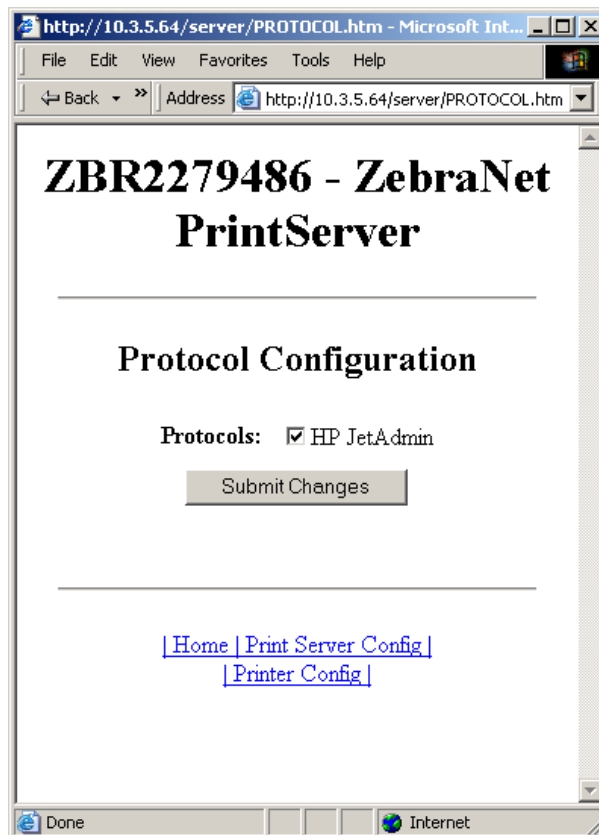 http://10.3.5.64/server/PROTOCOL.htm - Microsoft Int...
File Edit View Favorites Tools Help
Back » Address http://10.3.5.64/server/PROTOCOL.htm
ZBR2279486 - ZebraNet
PrintServer
Protocol Configuration
Protocols: HP JetAdmin
Submit Changes
| Home | Print Server Config |
| Printer Config |
Done Internet